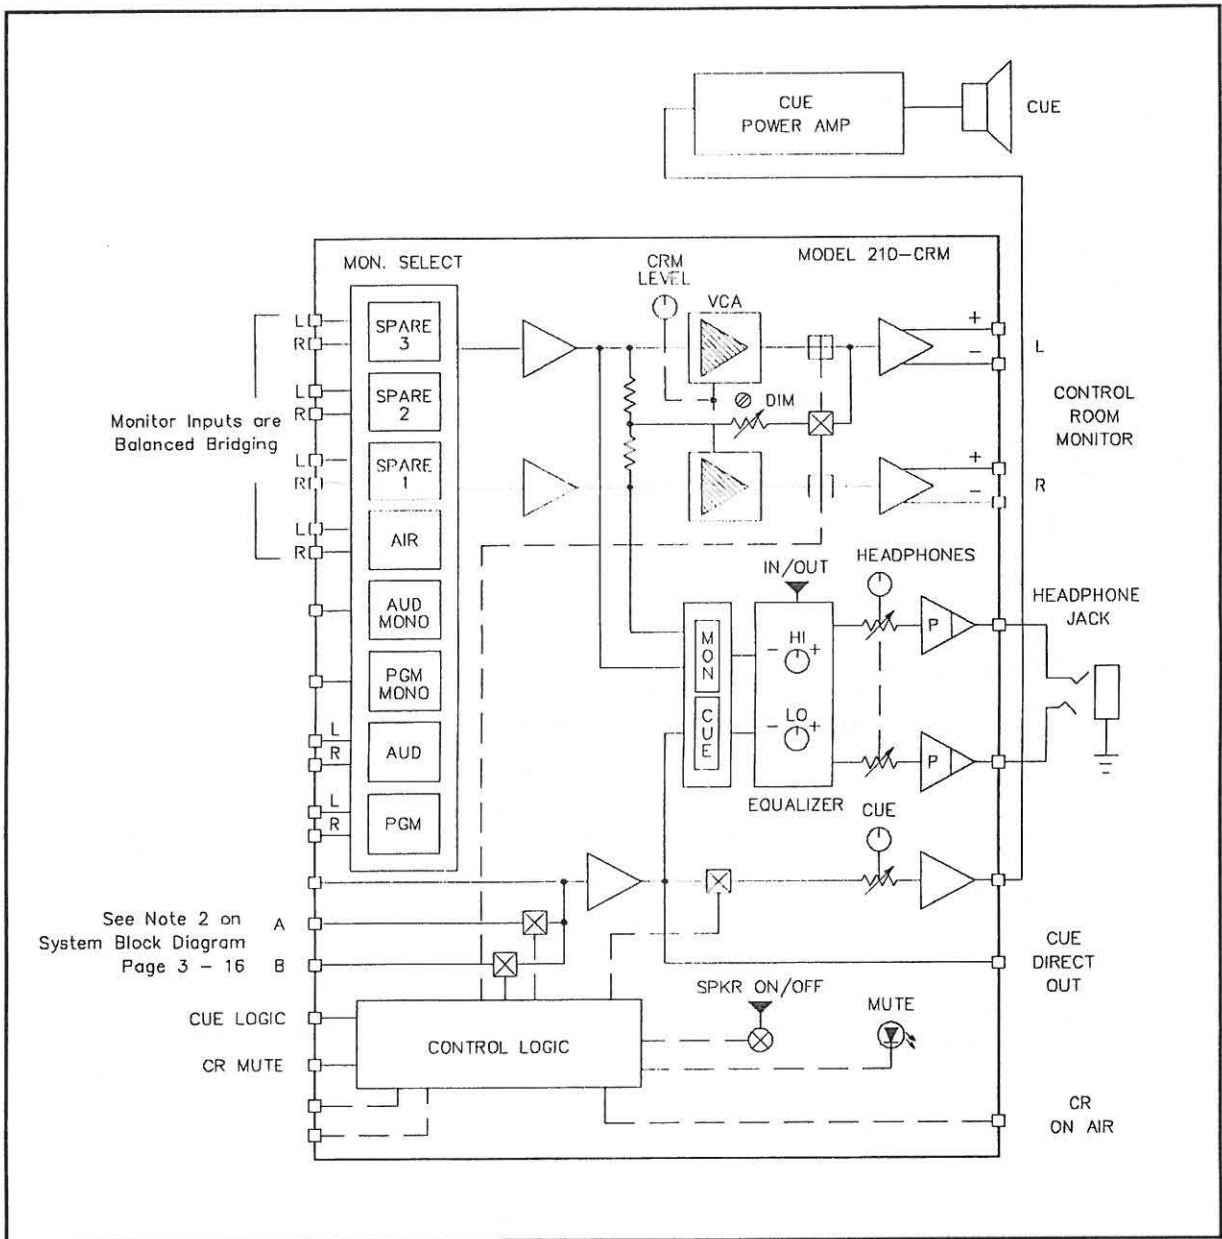 CUE
POWER AMP
CUE
MODEL 210-CRM
MON. SELECT
CRM
LEVEL
VCA
L
R
SPARE
3
+
-
L
L
R
SPARE
2
DIM
CONTROL
ROOM
MONITOR
Monitor Inputs are
Balanced Bridging
L
R
SPARE
1
+
-
R
L
R
AIR
IN/OUT
HEADPHONES
HEADPHONE
JACK
AUD
MONO
MON
- HI +
P
PGM
MONO
CUE
- LO +
P
L
R
AUD
EQUALIZER
CUE
L
R
PGM
See Note 2 on
System Block Diagram
Page 3 - 16
A
B
CUE
DIRECT
OUT
SPKR ON/OFF
MUTE
CUE LOGIC
CONTROL LOGIC
CR MUTE
CR
ON AIR